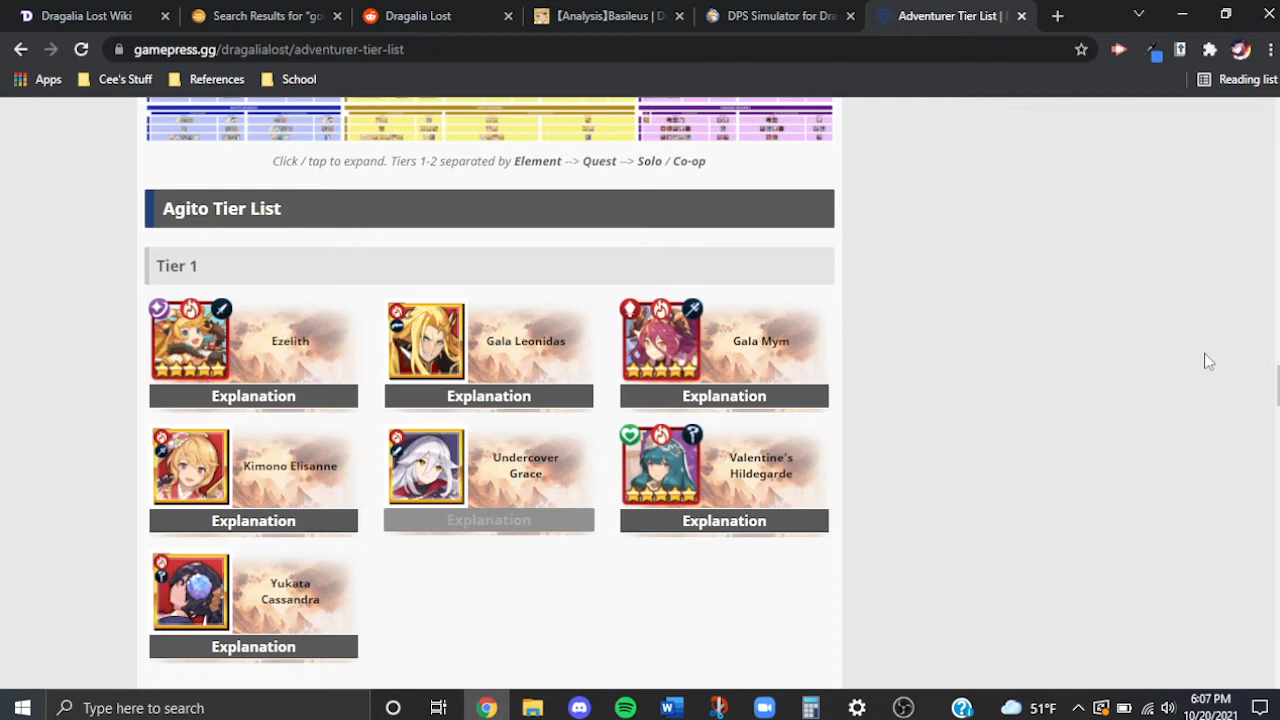 Dragalia Lost Wiki
Search Results for "go
Dragalia Lost
【Analysis】Basileus | D
DPS Simulator for Dra
Adventurer Tier List |
gamepress.gg/dragalialost/adventurer-tier-list
Apps
Cee's Stuff
References
School
Reading list
Click / tap to expand. Tiers 1-2 separated by Element --> Quest --> Solo / Co-op
Agito Tier List
Tier 1
Ezelith
Gala Leonidas
Gala Mym
Explanation
Explanation
Explanation
Kimono Elisanne
Undercover
Grace
Valentine's
Hildegarde
Explanation
Explanation
Explanation
Yukata
Cassandra
Explanation
Type here to search
51°F
6:07 PM
10/20/2021